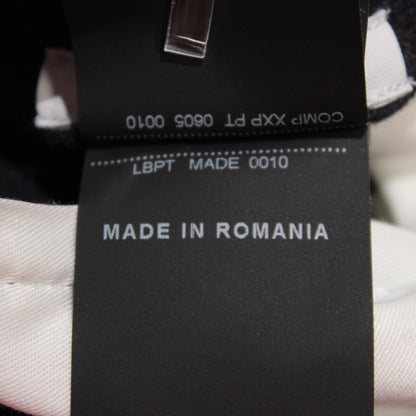 COMP XXP PT 0605 0010
LBPT MADE 0010
MADE IN ROMANIA